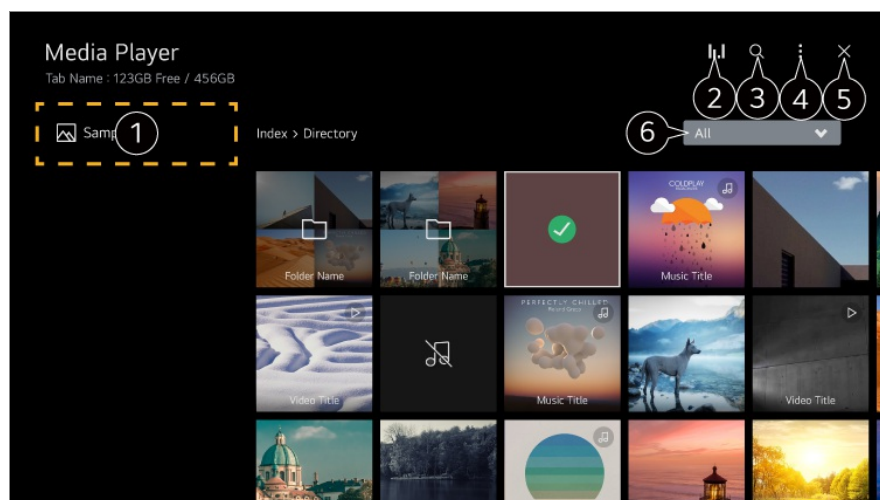 Media Player
Tab Name : 123GB Free / 456GB
2
3
4
5
1
Index > Directory
6
All
Folder Name
Folder Name
COLDPLAY
Music Title
Video Title
PERFECTLY CHILLED
Music Title
Video Title